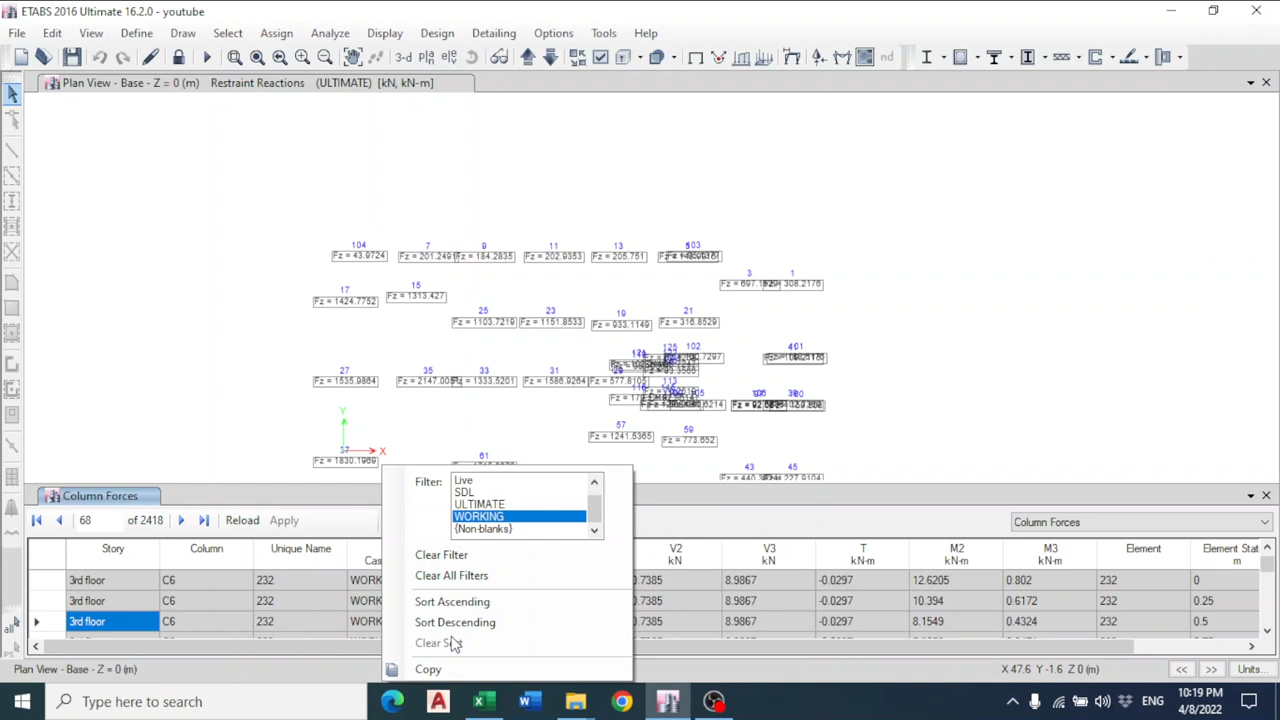 ETABS 2016 Ultimate 16.2.0 - youtube
File Edit View Define Draw Select Assign Analyze Display Design Detailing Options Tools Help
3-d nd
Plan View - Base - Z = 0 (m) Restraint Reactions (ULTIMATE) [kN, kN-m]
104 7 9 11 13 103
Fz = 43.9724 Fz = 184.2835 Fz = 202.9353 Fz = 205.751
3 1
308.2176
17 15
Fz = 1424.7752 Fz = 1313.427
25 23 19 21
Fz = 1103.7219 Fz = 1151.8533 Fz = 933.1149 Fz = 316.8529
125 102
27 35 33 31
Fz = 1535.9864 Fz = 1333.5201 Fz = 1586.9264 Fz = 577.8105
113
57 59
Fz = 1241.5365 Fz = 773.652
Y
X
37 61 43 45
Fz = 1830.1969
Filter:
Live
SDL
ULTIMATE
WORKING
{Non-blanks}
Clear Filter
Clear All Filters
Sort Ascending
Sort Descending
Copy
Column Forces
68 of 2418 Reload Apply Column Forces
Story Column Unique Name V2 V3 T M2 M3 Element
kN kN kN-m kN-m kN-m m
3rd floor C6 232 8.9867 -0.0297 12.6205 0.802 232 0
3rd floor C6 232 8.9867 -0.0297 10.394 0.6172 232 0.25
3rd floor C6 232 8.9867 -0.0297 8.1549 0.4324 232 0.5
Plan View - Base - Z = 0 (m) X 47.6 Y -1.6 Z 0 (m) << >> Units...
Type here to search ENG 10:19 PM
4/8/2022